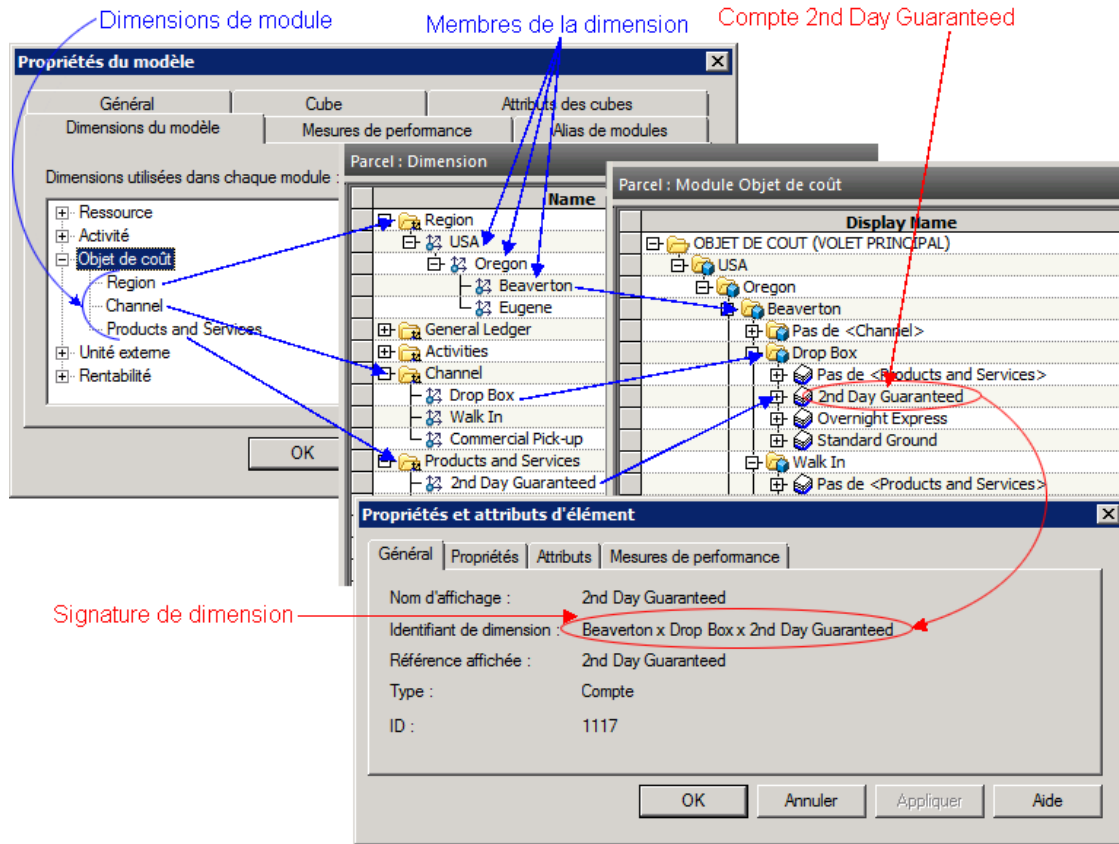 Dimensions de module
Membres de la dimension
Compte 2nd Day Guaranteed
Propriétés du modèle
Général
Cube
Attributs des cubes
Dimensions du modèle
Mesures de performance
Alias de modules
Dimensions utilisées dans chaque module :
Ressource
Activité
Objet de coût
Region
Channel
Products and Services
Unité externe
Rentabilité
OK
Parcel : Dimension
Name
Region
USA
Oregon
Beaverton
Eugene
General Ledger
Activities
Channel
Drop Box
Walk In
Commercial Pick-up
Products and Services
2nd Day Guaranteed
Parcel : Module Objet de coût
Display Name
OBJET DE COUT (VOLET PRINCIPAL)
USA
Oregon
Beaverton
Pas de <Channel>
Drop Box
Pas de <Products and Services>
2nd Day Guaranteed
Overnight Express
Standard Ground
Walk In
Pas de <Products and Services>
Propriétés et attributs d'élément
Général
Propriétés
Attributs
Mesures de performance
Signature de dimension
Nom d'affichage : 2nd Day Guaranteed
Identifiant de dimension : Beaverton x Drop Box x 2nd Day Guaranteed
Référence affichée : 2nd Day Guaranteed
Type : Compte
ID : 1117
OK
Annuler
Appliquer
Aide